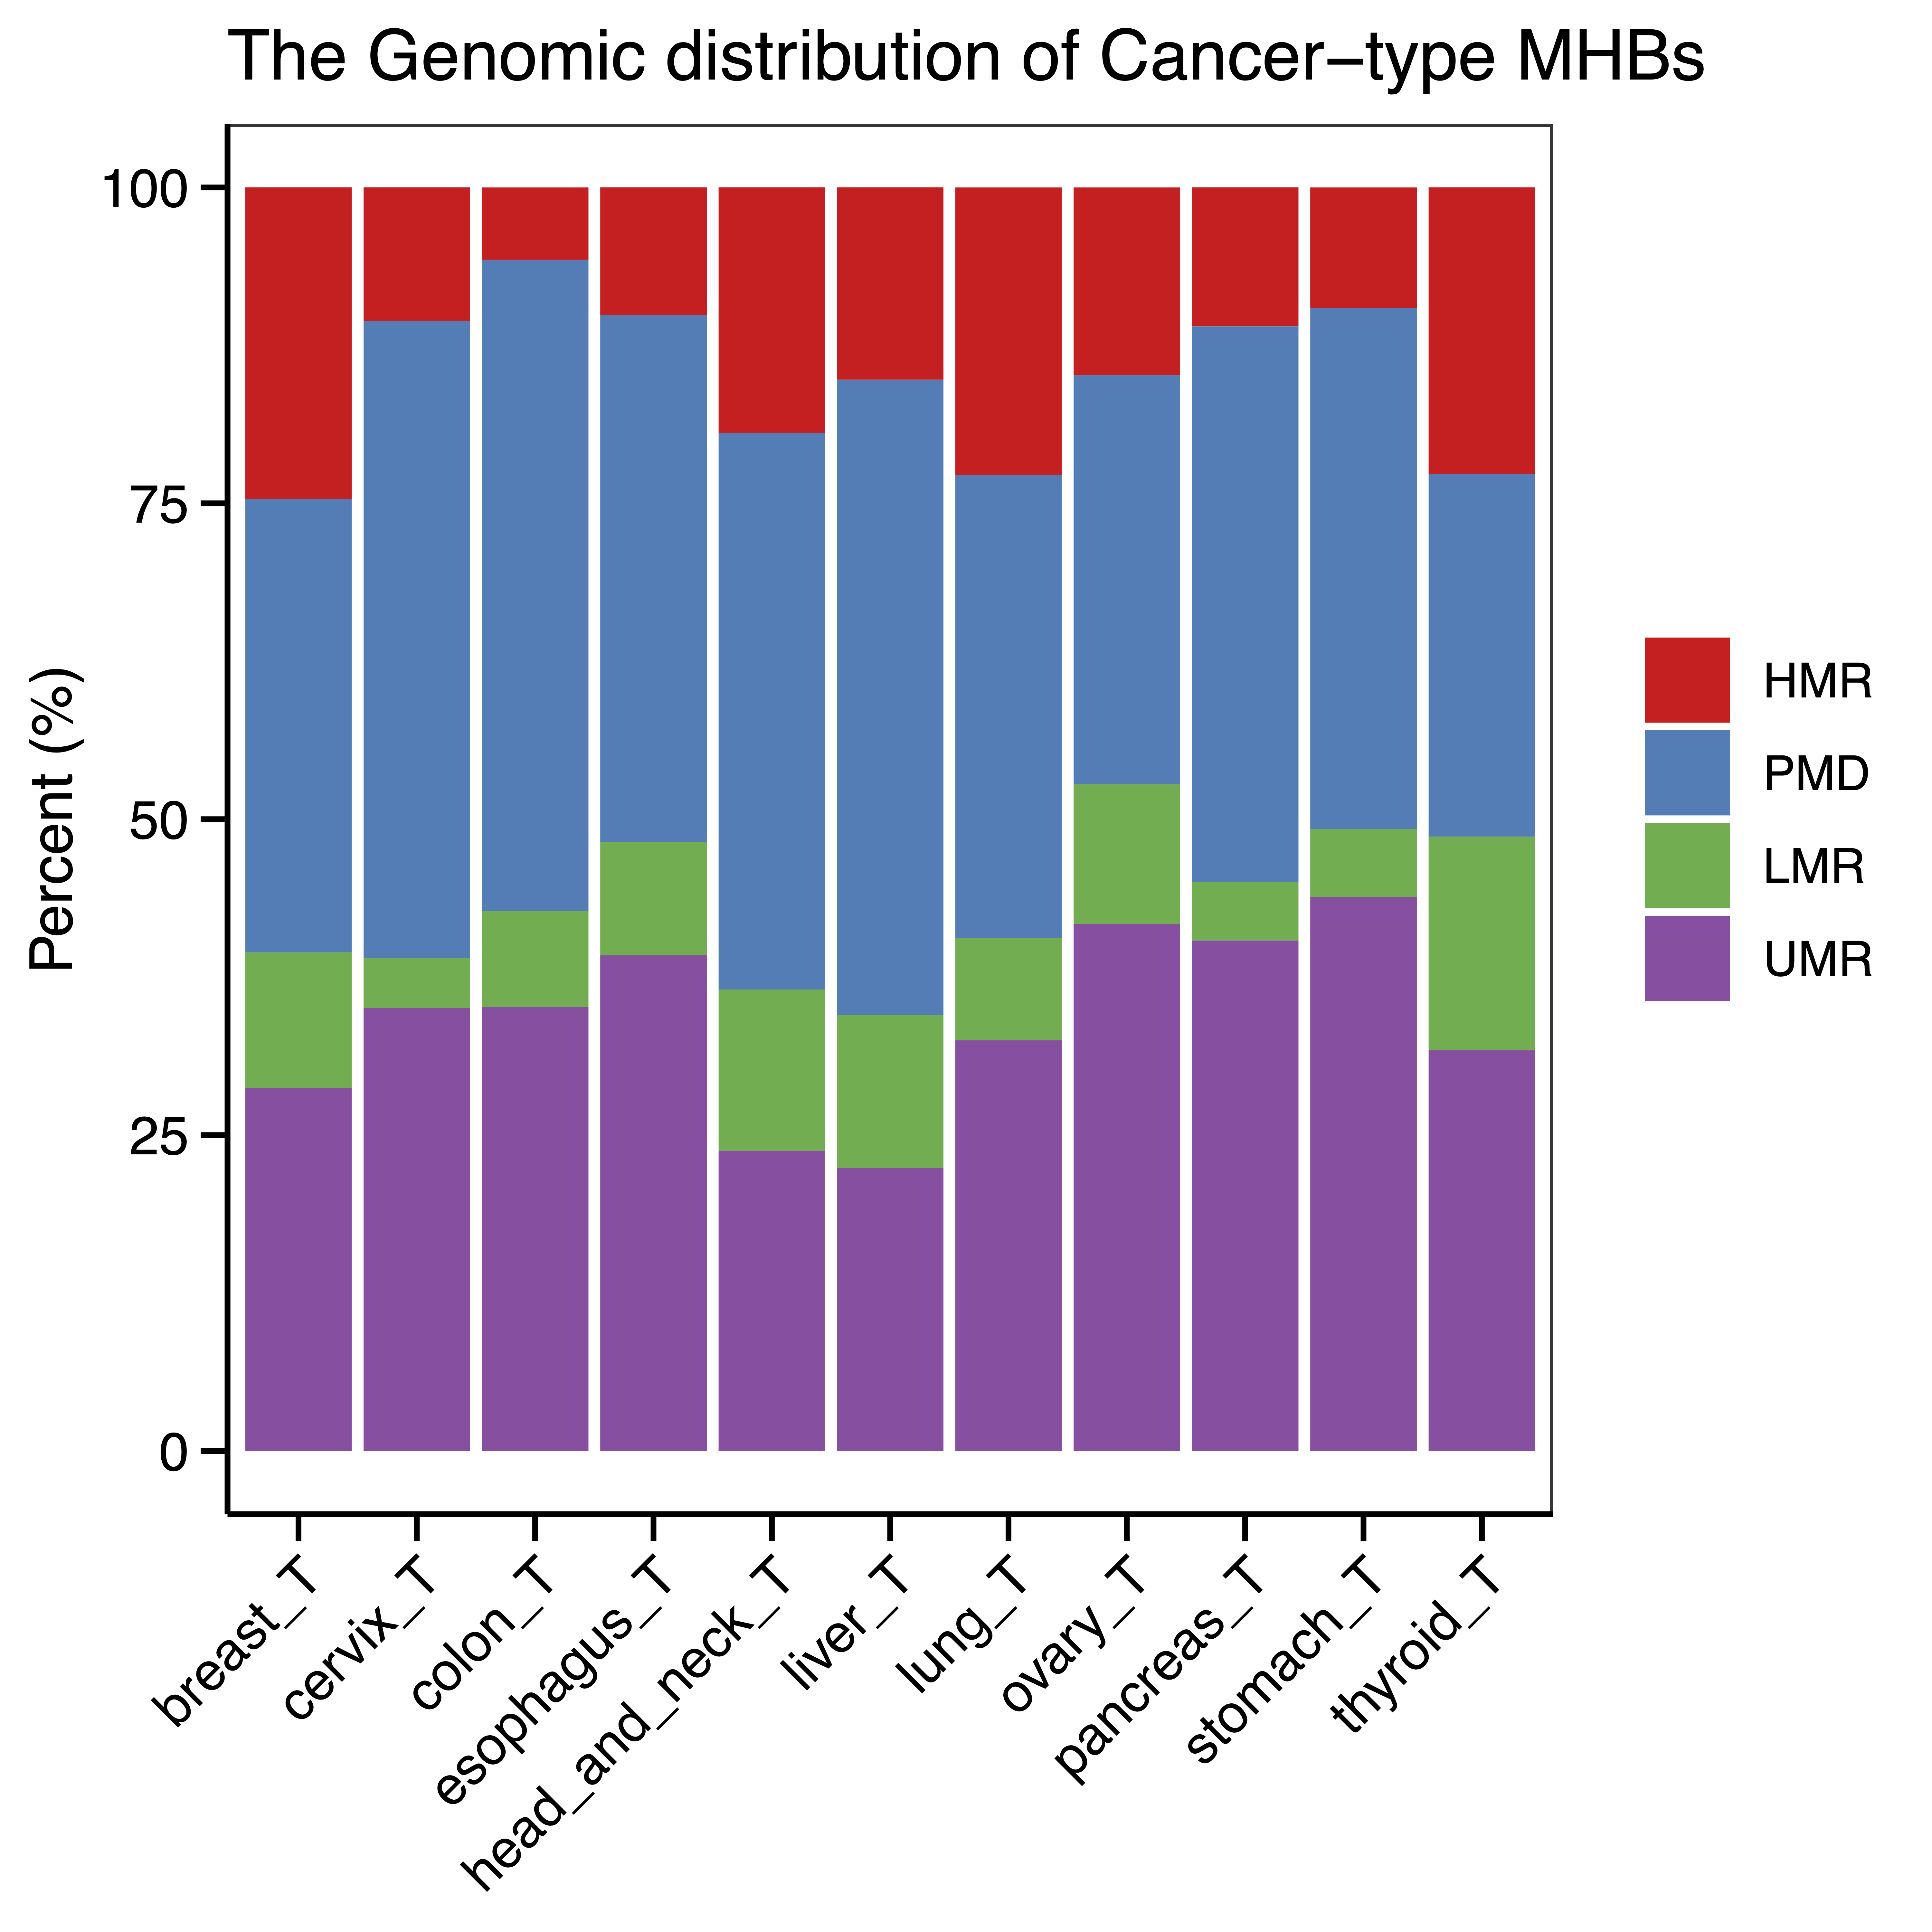 The Genomic distribution of Cancer–type MHBs
Percent (%)
100
75
50
25
0
breast_T
cervix_T
colon_T
esophagus_T
head_and_neck_T
liver_T
lung_T
ovary_T
pancreas_T
stomach_T
thyroid_T
HMR
PMD
LMR
UMR